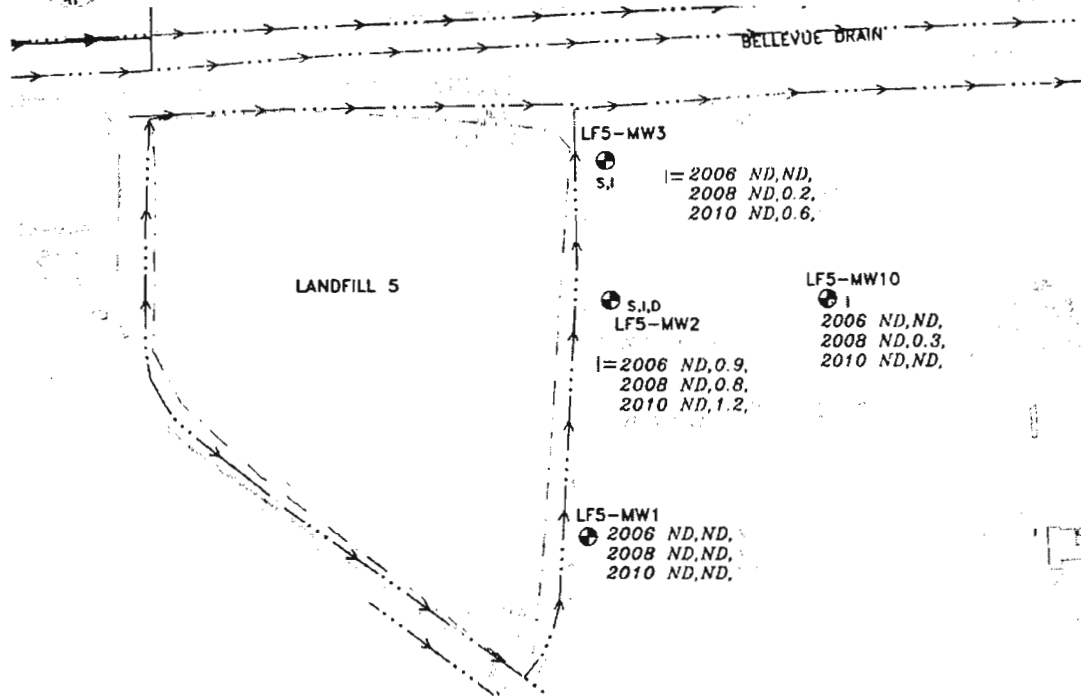 BELLEVUE DRAIN
LF5-MW3
S,I
I= 2006 ND,ND,
2008 ND,0.2,
2010 ND,0.6,
LANDFILL 5
S,I,D
LF5-MW2
I=2006 ND,0.9,
2008 ND,0.8,
2010 ND,1.2,
LF5-MW10
I
2006 ND,ND,
2008 ND,0.3,
2010 ND,ND,
LF5-MW1
2006 ND,ND,
2008 ND,ND,
2010 ND,ND,